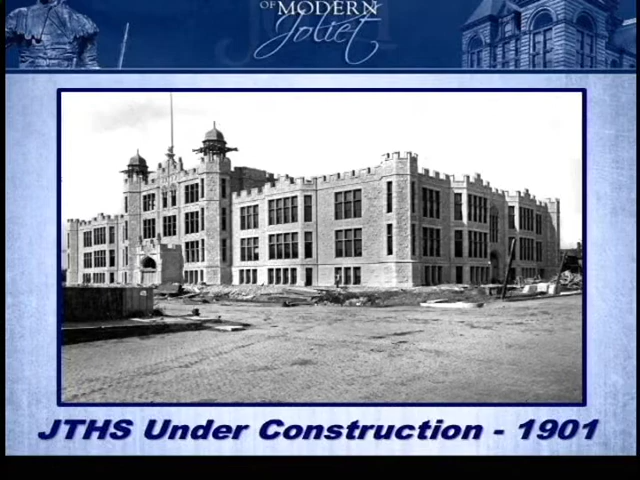 OF MODERN
Joliet
JTHS Under Construction - 1901